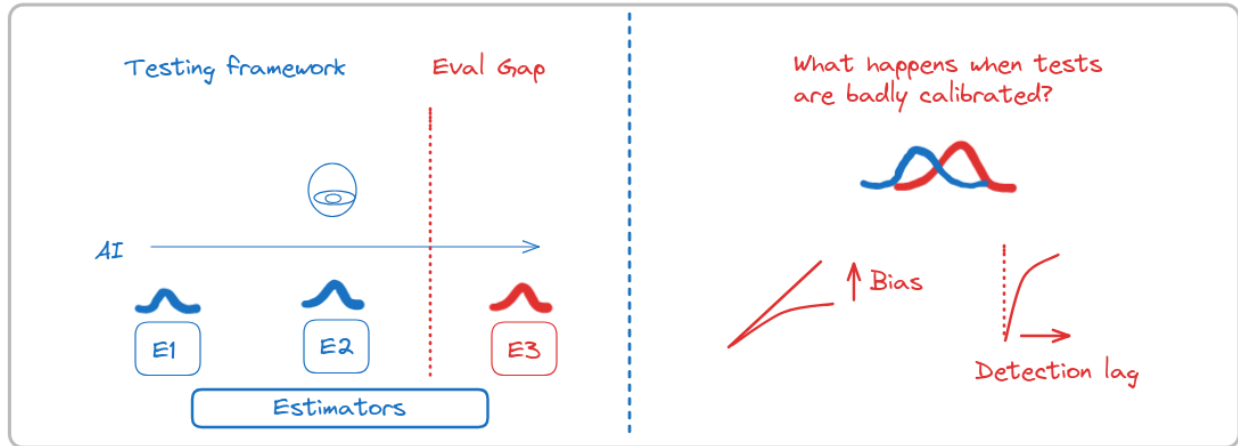 Testing framework
Eval Gap
AI
E1
E2
E3
Estimators
What happens when tests
are badly calibrated?
Bias
Detection lag